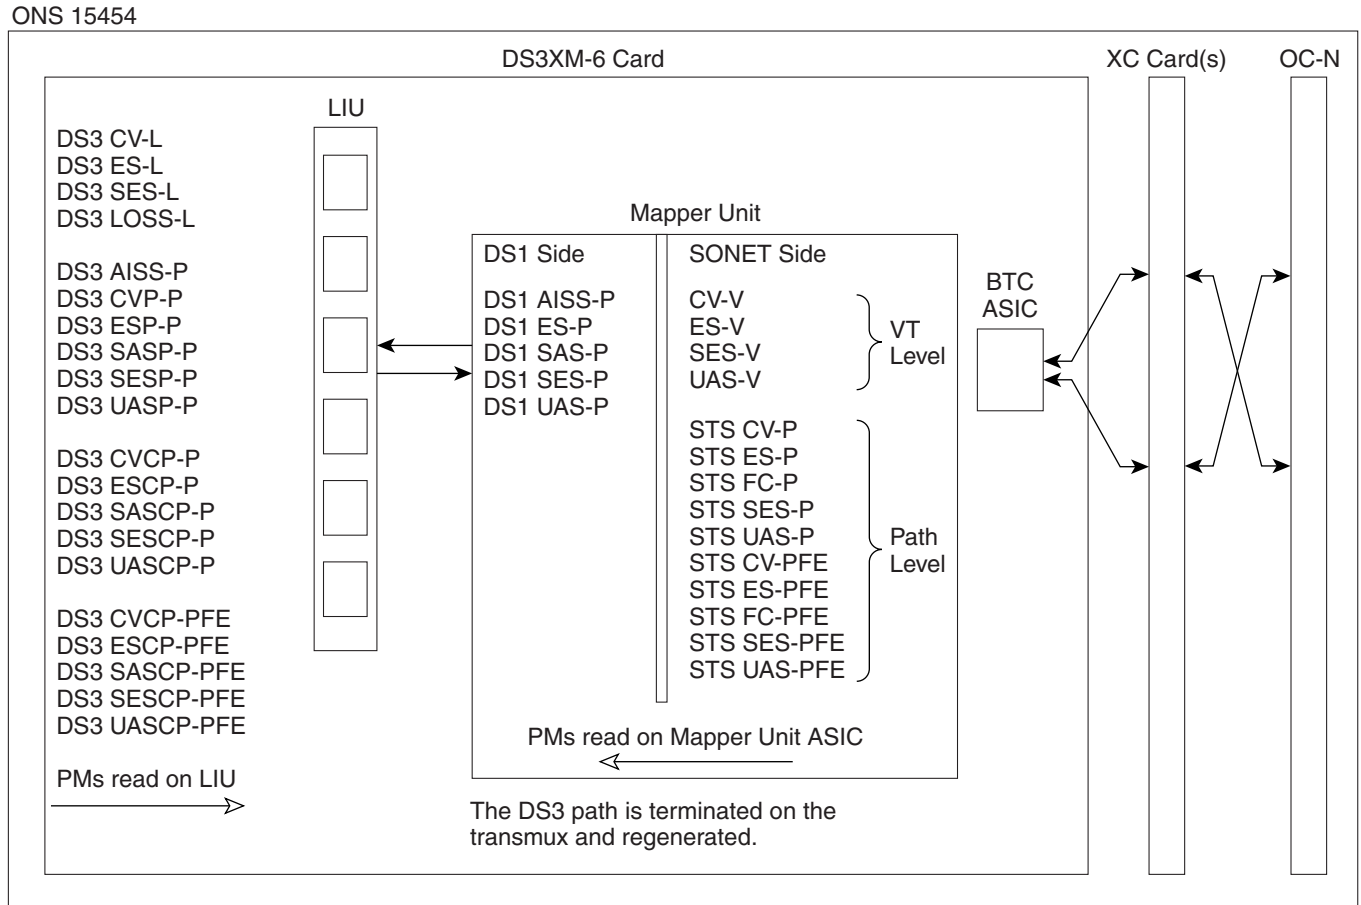 ONS 15454
DS3XM-6 Card
XC Card(s)
OC-N
LIU
DS3 CV-L
DS3 ES-L
DS3 SES-L
DS3 LOSS-L
DS3 AISS-P
DS3 CVP-P
DS3 ESP-P
DS3 SASP-P
DS3 SESP-P
DS3 UASP-P
DS3 CVCP-P
DS3 ESCP-P
DS3 SASCP-P
DS3 SESCP-P
DS3 UASCP-P
DS3 CVCP-PFE
DS3 ESCP-PFE
DS3 SASCP-PFE
DS3 SESCP-PFE
DS3 UASCP-PFE
PMs read on LIU
Mapper Unit
DS1 Side
DS1 AISS-P
DS1 ES-P
DS1 SAS-P
DS1 SES-P
DS1 UAS-P
SONET Side
CV-V
ES-V
SES-V
UAS-V
VT
Level
STS CV-P
STS ES-P
STS FC-P
STS SES-P
STS UAS-P
STS CV-PFE
STS ES-PFE
STS FC-PFE
STS SES-PFE
STS UAS-PFE
Path
Level
PMs read on Mapper Unit ASIC
The DS3 path is terminated on the
transmux and regenerated.
BTC
ASIC